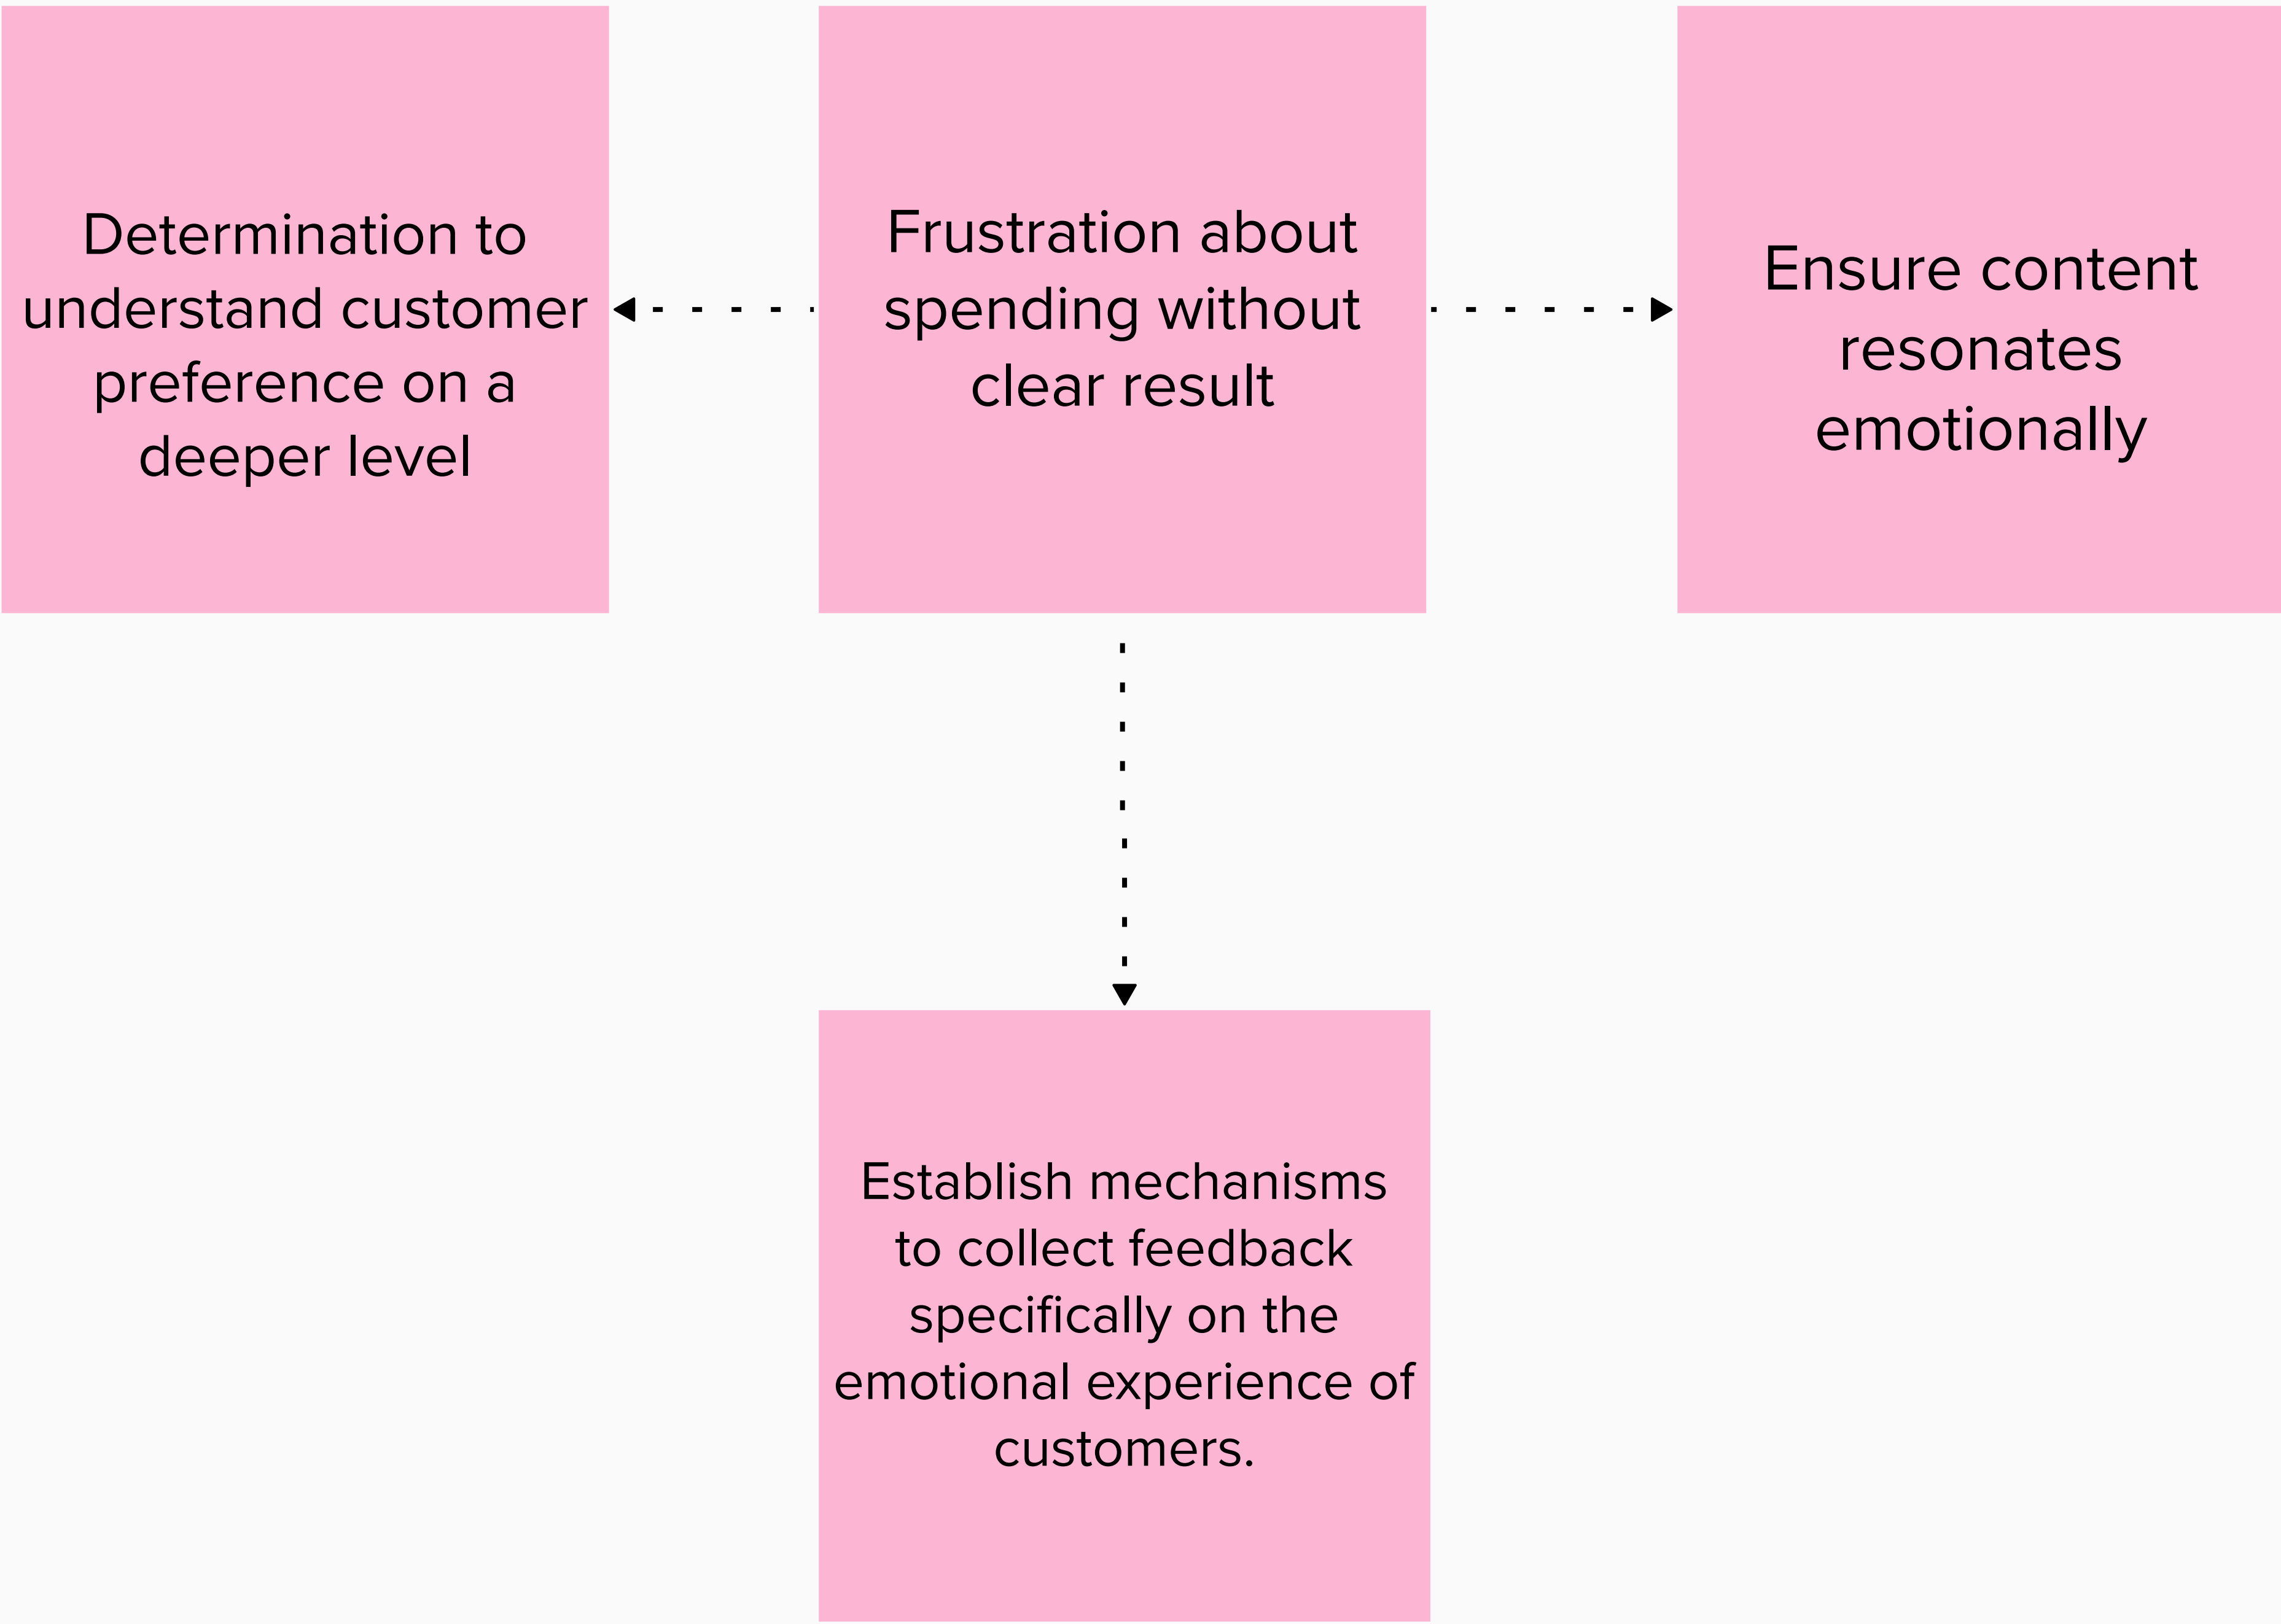 Determination to
understand customer
preference on a
deeper level
Frustration about
spending without
clear result
Ensure content
resonates
emotionally
Establish mechanisms
to collect feedback
specifically on the
emotional experience of
customers.